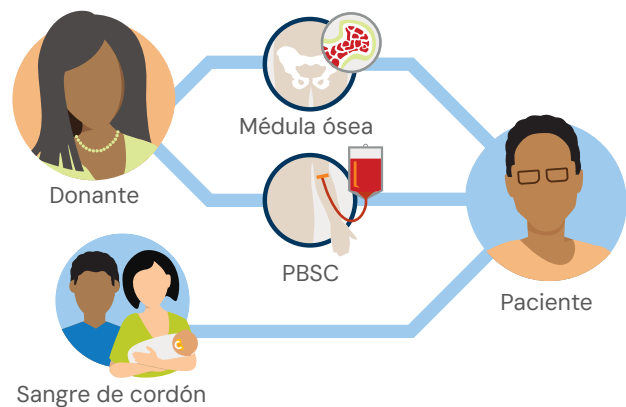 Médula ósea
Donante
PBSC
Paciente
Sangre de cordón